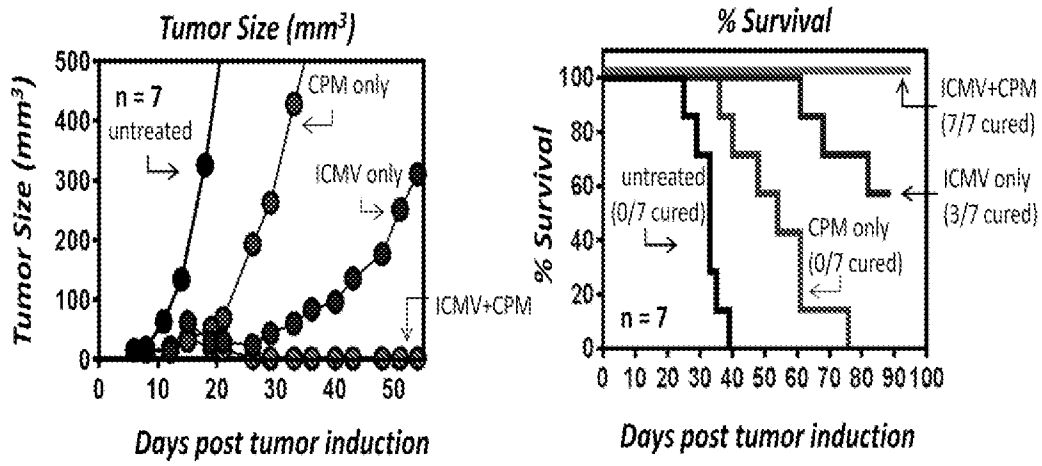 Tumor Size (mm³)
Tumor Size (mm³)
500
400
300
200
100
0
n = 7
untreated
CPM only
ICMV only
ICMV+CPM
0 10 20 30 40 50
Days post tumor induction
% Survival
% Survival
100
80
60
40
20
0
untreated
(0/7 cured)
CPM only
(0/7 cured)
n = 7
ICMV+CPM
(7/7 cured)
ICMV only
(3/7 cured)
0 10 20 30 40 50 60 70 80 90 100
Days post tumor induction